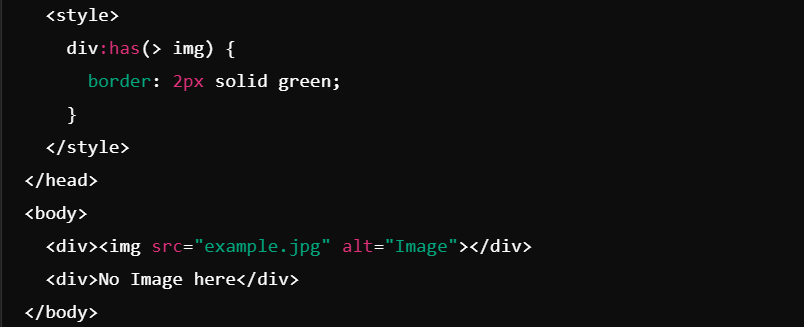 <style>
div:has(> img) {
border: 2px solid green;
}
</style>
</head>
<body>
<div><img src="example.jpg" alt="Image"></div>
<div>No Image here</div>
</body>